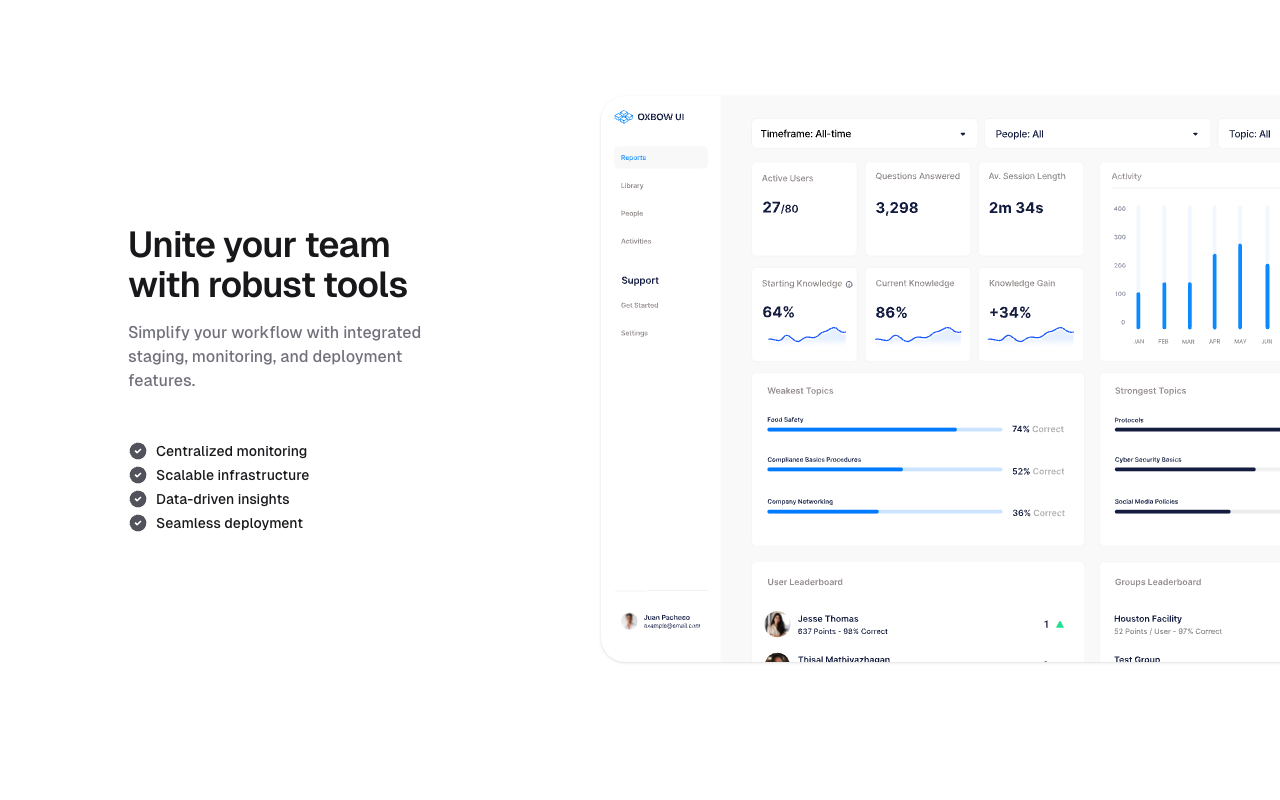 Unite your team
with robust tools
Simplify your workflow with integrated
staging, monitoring, and deployment
features.
Centralized monitoring
Scalable infrastructure
Data-driven insights
Seamless deployment
OXBOW UI
Reports
Library
People
Activities
Support
Get Started
Settings
Juan Pacheco
example@email.com
Timeframe: All-time
People: All
Topic: All
Active Users
27/80
Questions Answered
3,298
Av. Session Length
2m 34s
Starting Knowledge
64%
Current Knowledge
86%
Knowledge Gain
+34%
Activity
400
300
200
100
0
JAN FEB MAR APR MAY JUN
Weakest Topics
Food Safety
74% Correct
Compliance Basics Procedures
52% Correct
Company Networking
36% Correct
Strongest Topics
Protocols
Cyber Security Basics
Social Media Policies
User Leaderboard
Jesse Thomas
637 Points - 98% Correct
1
Thisal Mathiyazhagan
Groups Leaderboard
Houston Facility
52 Points / User - 97% Correct
Test Group